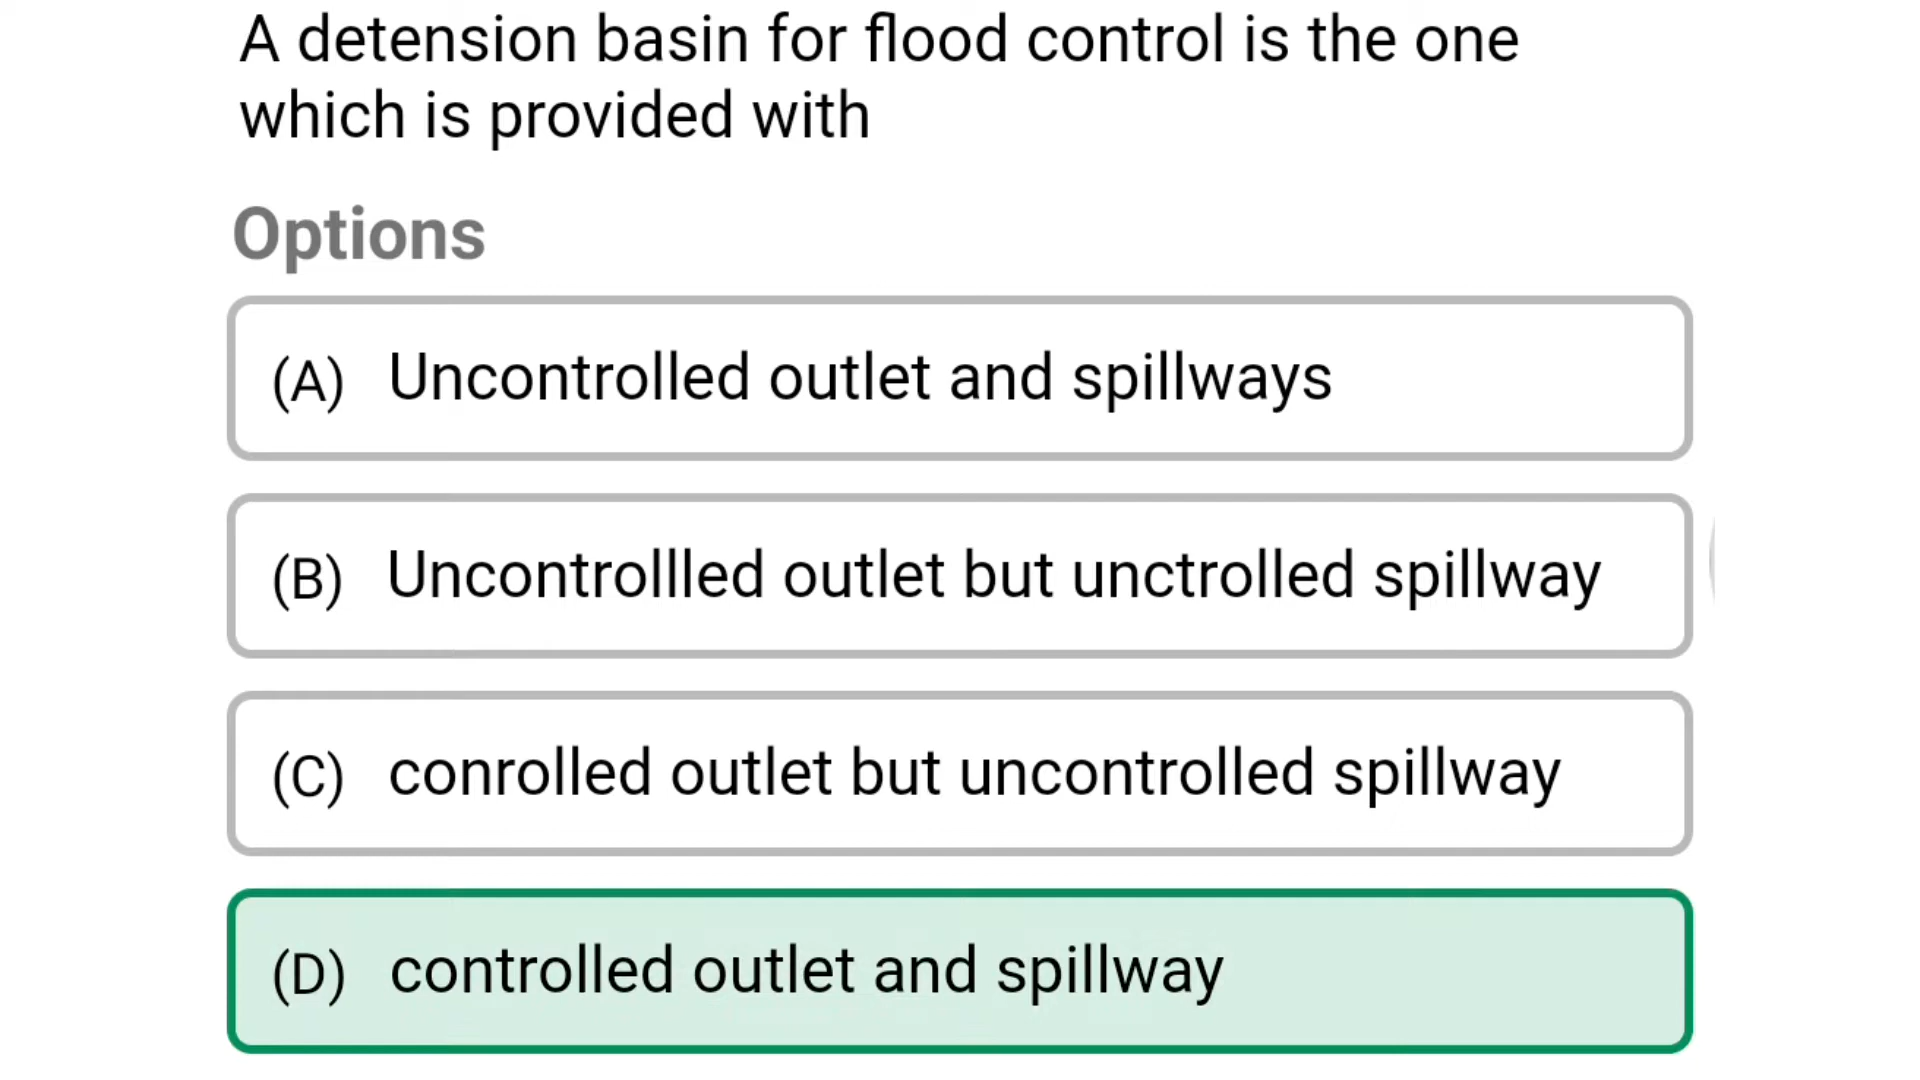 A detension basin for flood control is the one
which is provided with
Options
(A) Uncontrolled outlet and spillways
(B) Uncontrollled outlet but unctrolled spillway
(C) conrolled outlet but uncontrolled spillway
(D) controlled outlet and spillway